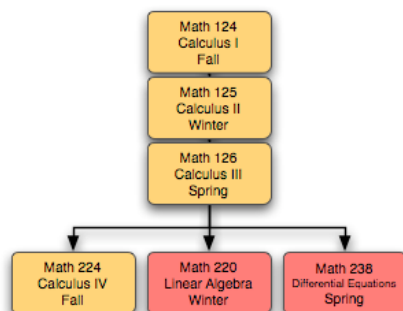 Math 124
Calculus I
Fall
Math 125
Calculus II
Winter
Math 126
Calculus III
Spring
Math 224
Calculus IV
Fall
Math 220
Linear Algebra
Winter
Math 238
Differential Equations
Spring